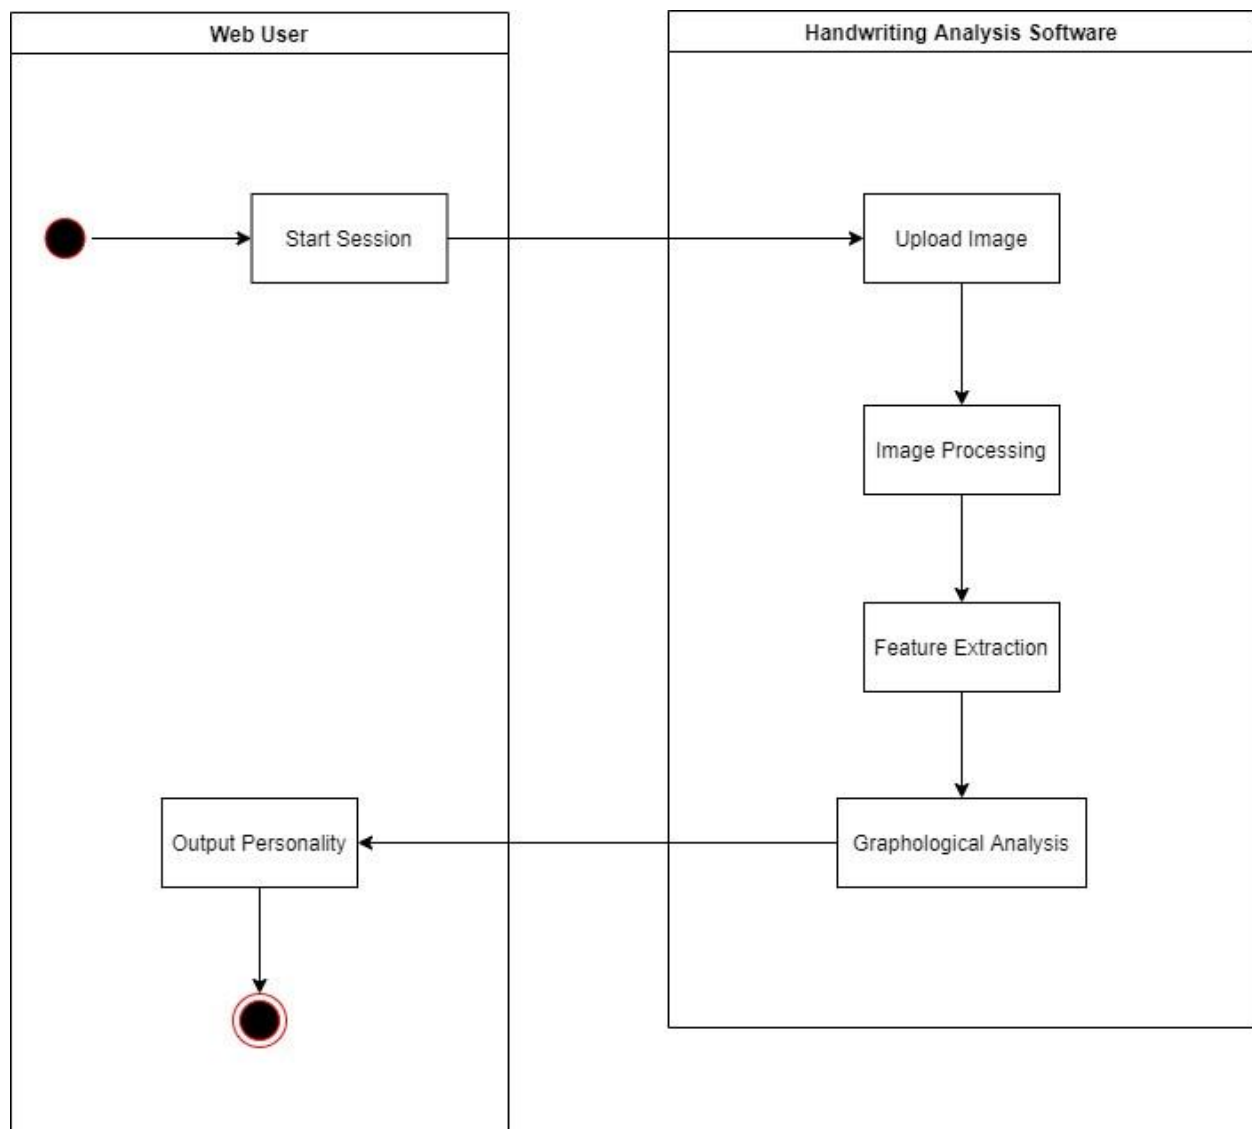 Web User
Handwriting Analysis Software
Start Session
Upload Image
Image Processing
Feature Extraction
Graphological Analysis
Output Personality